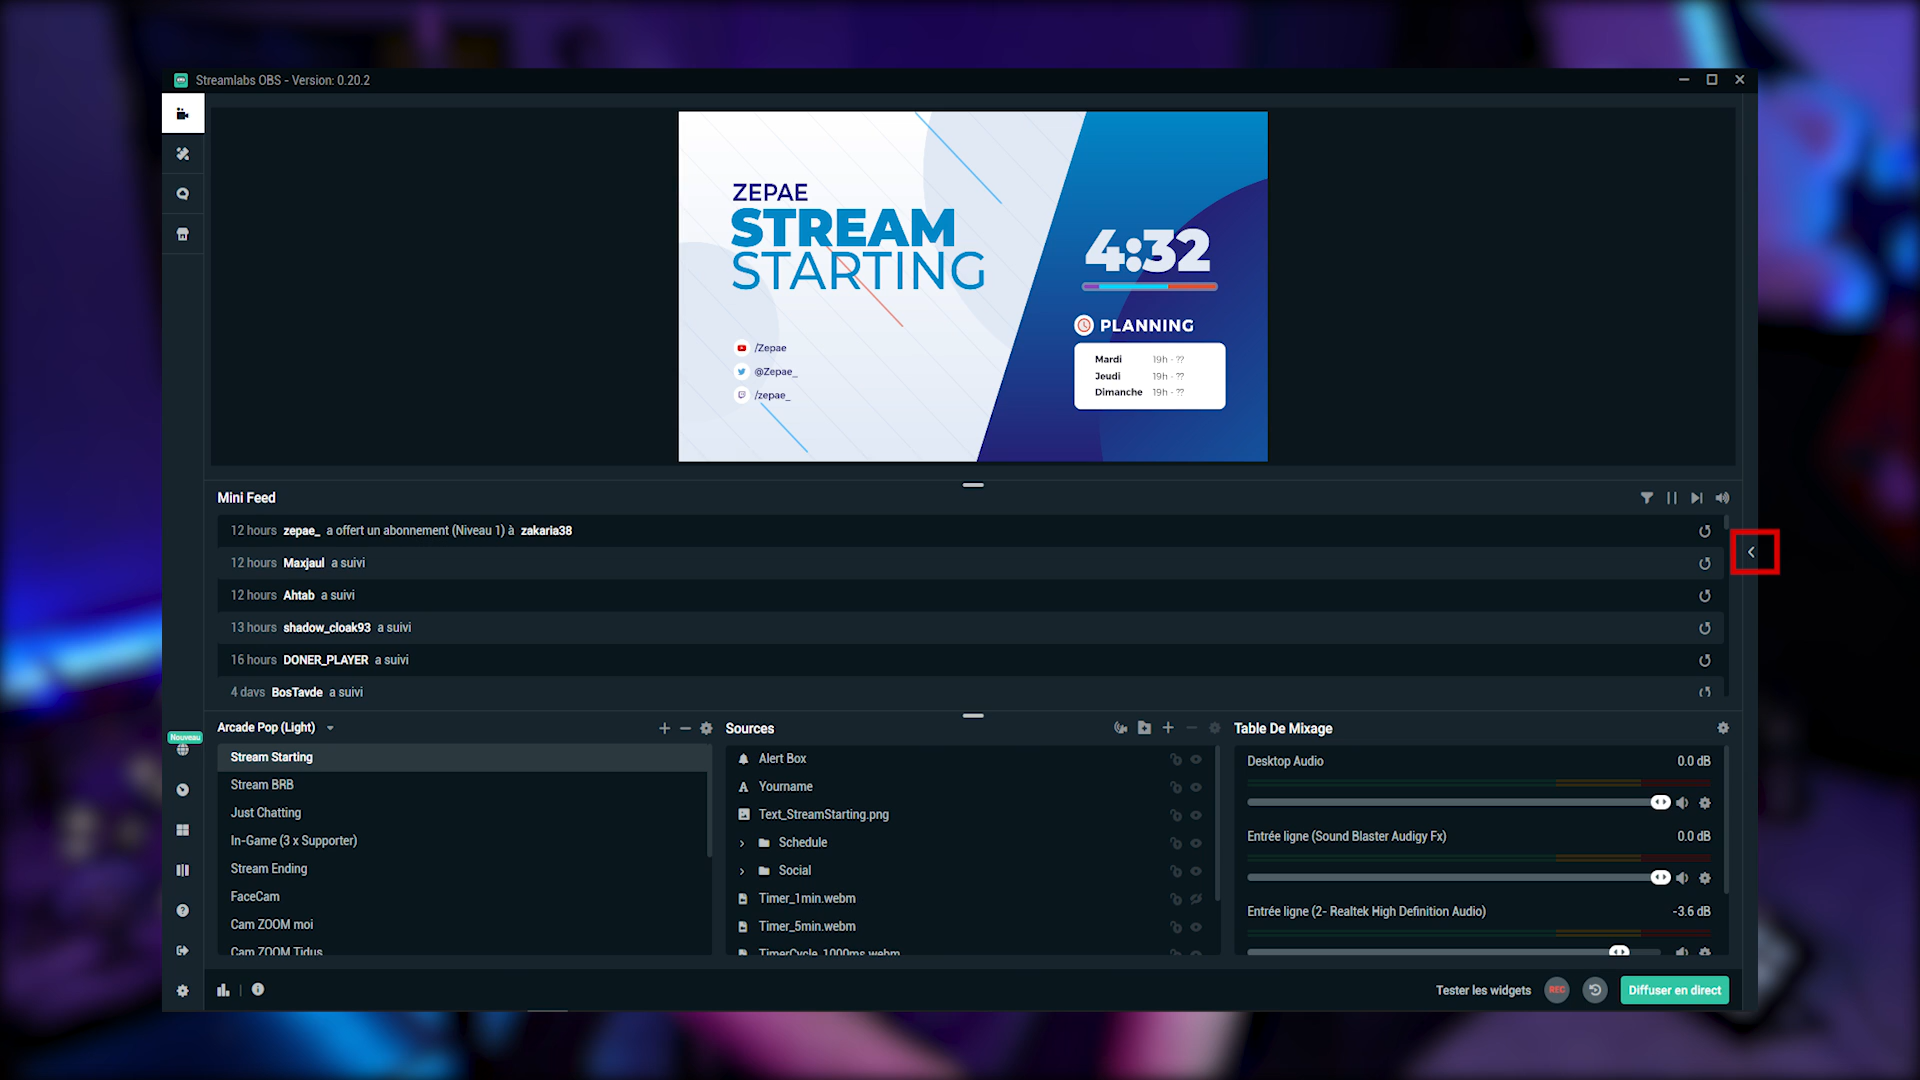 Streamlabs OBS - Version: 0.20.2
ZEPAE
STREAM
STARTING
4:32
PLANNING
Mardi 19h - ??
Jeudi 19h - ??
Dimanche 19h - ??
/Zepae
@Zepae_
/zepae_
Mini Feed
12 hours zepae_ a offert un abonnement (Niveau 1) à zakaria38
12 hours Maxjaul a suivi
12 hours Ahtab a suivi
13 hours shadow_cloak93 a suivi
16 hours DONER_PLAYER a suivi
4 days BosTavde a suivi
Nouveau
Arcade Pop (Light)
Stream Starting
Stream BRB
Just Chatting
In-Game (3 x Supporter)
Stream Ending
FaceCam
Cam ZOOM moi
Cam ZOOM Tidus
Sources
Alert Box
Yourname
Text_StreamStarting.png
Schedule
Social
Timer_1min.webm
Timer_5min.webm
TimerCycle_1000ms.webm
Table De Mixage
Desktop Audio 0.0 dB
Entrée ligne (Sound Blaster Audigy Fx) 0.0 dB
Entrée ligne (2- Realtek High Definition Audio) -3.6 dB
Tester les widgets
REC
Diffuser en direct